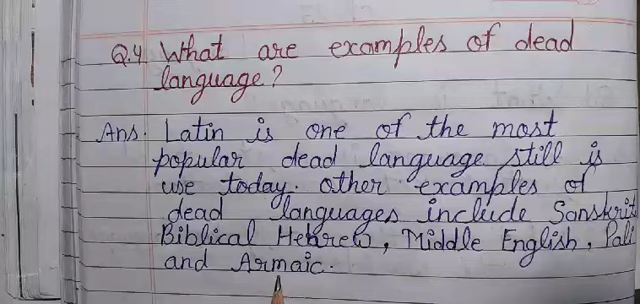 Q.4 What are examples of dead
language?
Ans. Latin is one of the most
popular dead language still is
use today. other examples of
dead languages include Sanskrit
Biblical Hebrew, Middle English, Pali
and Armaic.